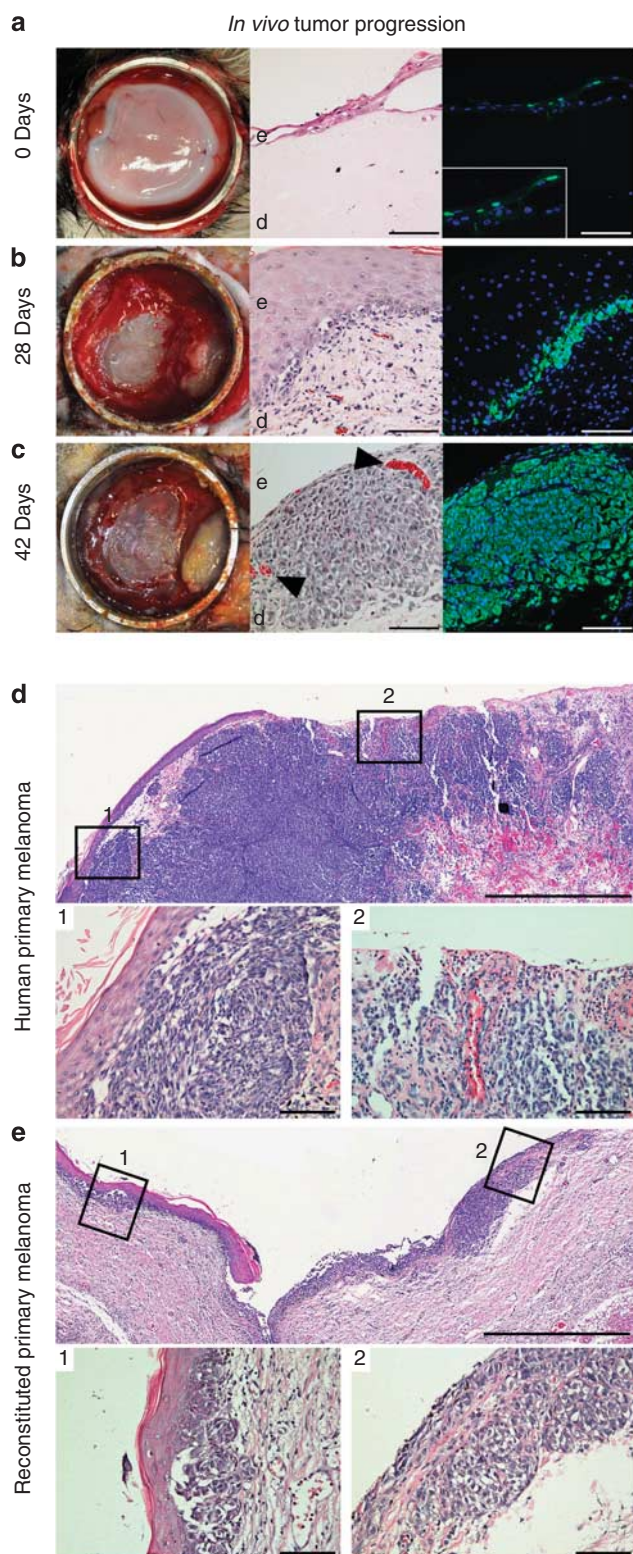 a
In vivo tumor progression
0 Days
e
d
b
28 Days
e
d
c
42 Days
e
d
d
Human primary melanoma
1
2
1
2
e
Reconstituted primary melanoma
1
2
1
2